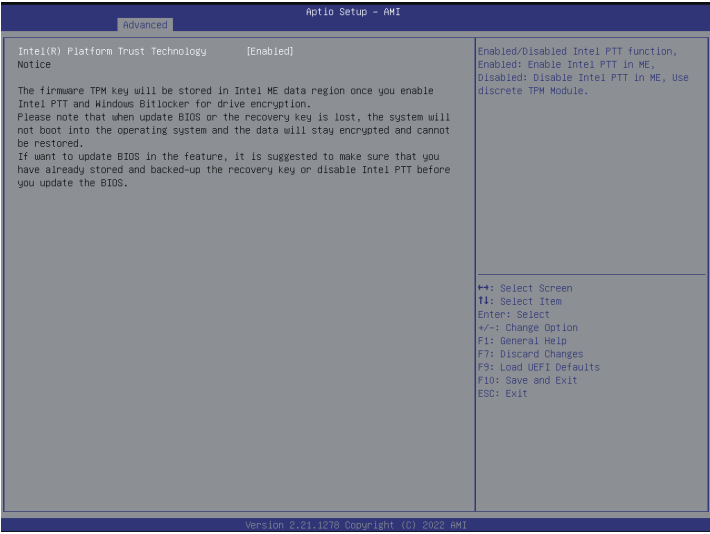 Aptio Setup – AMI
Advanced
Intel(R) Platform Trust Technology [Enabled]
Notice
The firmware TPM key will be stored in Intel ME data region once you enable
Intel PTT and Windows Bitlocker for drive encryption.
Please note that when update BIOS or the recovery key is lost, the system will
not boot into the operating system and the data will stay encrypted and cannot
be restored.
If want to update BIOS in the feature, it is suggested to make sure that you
have already stored and backed-up the recovery key or disable Intel PTT before
you update the BIOS.
Enabled/Disabled Intel PTT function,
Enabled: Enable Intel PTT in ME,
Disabled: Disable Intel PTT in ME, Use
discrete TPM Module.
↔: Select Screen
↑↓: Select Item
Enter: Select
+/-: Change Option
F1: General Help
F7: Discard Changes
F9: Load UEFI Defaults
F10: Save and Exit
ESC: Exit
Version 2.21.1278 Copyright (C) 2022 AMI